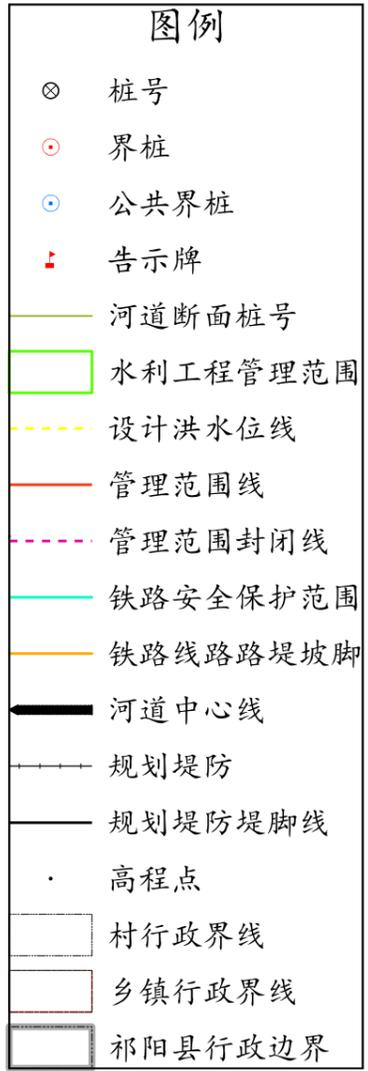 图例
桩号
界桩
公共界桩
告示牌
河道断面桩号
水利工程管理范围
设计洪水位线
管理范围线
管理范围封闭线
铁路安全保护范围
铁路线路路堤坡脚
河道中心线
规划堤防
规划堤防堤脚线
高程点
村行政界线
乡镇行政界线
祁阳县行政边界